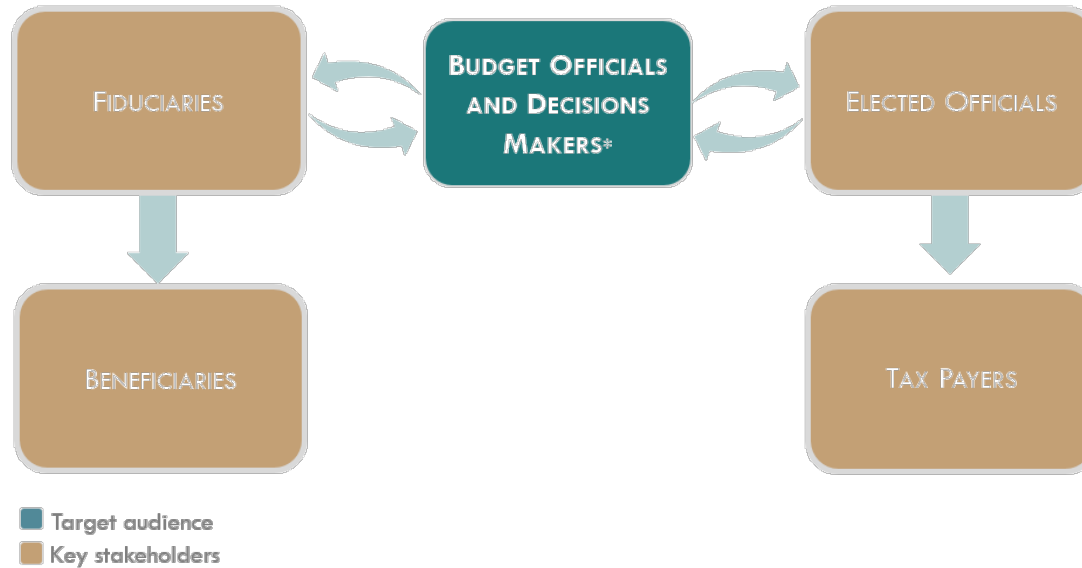 FIDUCIARIES
BUDGET OFFICIALS
AND DECISIONS
MAKERS*
ELECTED OFFICIALS
BENEFICIARIES
TAX PAYERS
Target audience
Key stakeholders